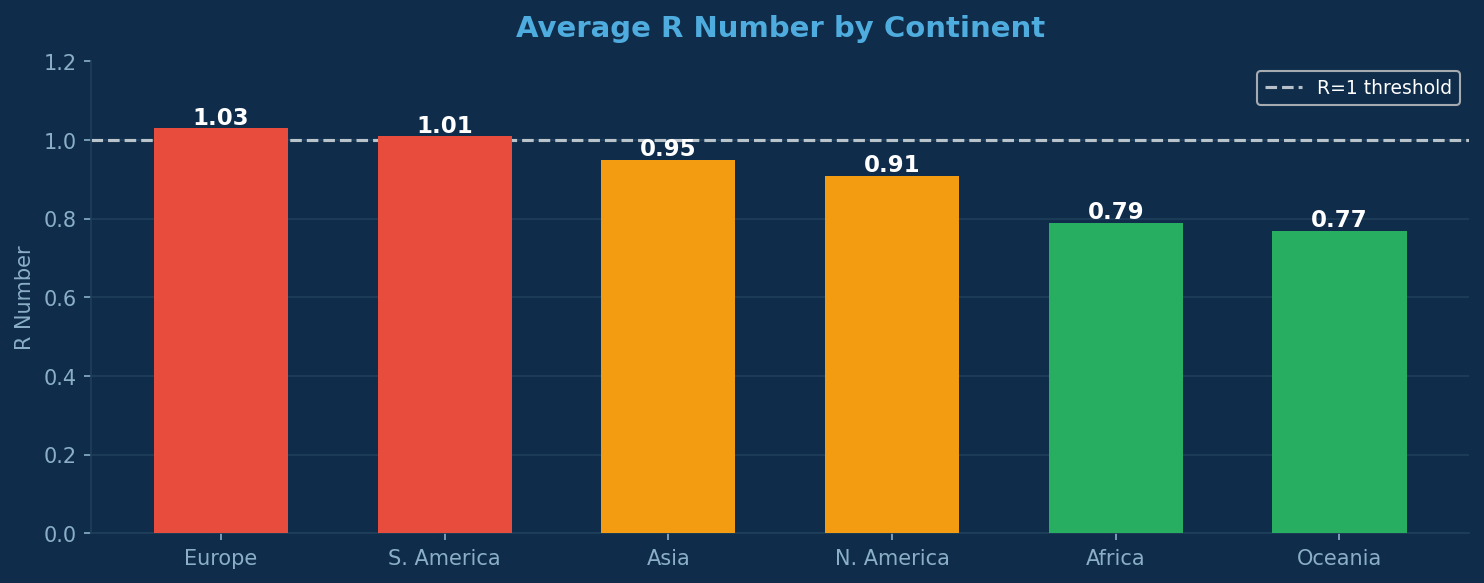 Average R Number by Continent
R=1 threshold
R Number
1.2
1.0
0.8
0.6
0.4
0.2
0.0
1.03
1.01
0.95
0.91
0.79
0.77
Europe
S. America
Asia
N. America
Africa
Oceania